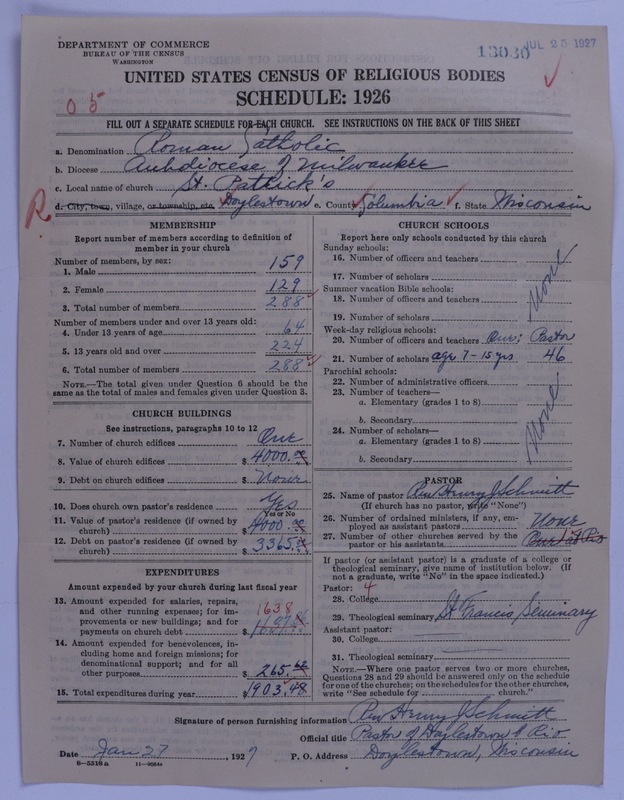 DEPARTMENT OF COMMERCE
BUREAU OF THE CENSUS
WASHINGTON
13030 JUL 25 1927
UNITED STATES CENSUS OF RELIGIOUS BODIES
SCHEDULE: 1926
0 5
FILL OUT A SEPARATE SCHEDULE FOR EACH CHURCH. SEE INSTRUCTIONS ON THE BACK OF THIS SHEET
a. Denomination Roman Catholic
b. Diocese Archdiocese of Milwaukee
c. Local name of church St. Patrick's
R d. City, town, village, or township, etc. Doylestown e. County Columbia f. State Wisconsin
MEMBERSHIP
Report number of members according to definition of member in your church
Number of members, by sex:
1. Male 159
2. Female 129
3. Total number of members 288
Number of members under and over 13 years old:
4. Under 13 years of age 64
5. 13 years old and over 224
6. Total number of members 288
NOTE.—The total given under Question 6 should be the
same as the total of males and females given under Question 3.
CHURCH BUILDINGS
See instructions, paragraphs 10 to 12
7. Number of church edifices One
8. Value of church edifices $ 4000.00
9. Debt on church edifices $ None
10. Does church own pastor's residence Yes
Yes or No
11. Value of pastor's residence (if owned by
church) $ 4000.00
12. Debt on pastor's residence (if owned by
church) $ 3365.
EXPENDITURES
Amount expended by your church during last fiscal year
13. Amount expended for salaries, repairs,
and other running expenses; for im-
provements or new buildings; and for
payments on church debt $ 1638
14. Amount expended for benevolences, in-
cluding home and foreign missions; for
denominational support; and for all
other purposes $ 265.
15. Total expenditures during year $ 1903.48
CHURCH SCHOOLS
Report here only schools conducted by this church
Sunday schools:
16. Number of officers and teachers
17. Number of scholars
Summer vacation Bible schools:
18. Number of officers and teachers
19. Number of scholars
None
Week-day religious schools:
20. Number of officers and teachers One; Pastor
21. Number of scholars age 7-15 yrs 46
Parochial schools:
22. Number of administrative officers
23. Number of teachers—
a. Elementary (grades 1 to 8)
b. Secondary
24. Number of scholars—
a. Elementary (grades 1 to 8)
b. Secondary
None
PASTOR
25. Name of pastor Rev Henry J Schmitt
(If church has no pastor, write "None")
26. Number of ordained ministers, if any, em-
ployed as assistant pastors None
27. Number of other churches served by the
pastor or his assistants One at Rio
If pastor (or assistant pastor) is a graduate of a college or
theological seminary, give name of institution below. (If
not a graduate, write "No" in the space indicated.)
Pastor: 4
28. College
29. Theological seminary St Francis Seminary
Assistant pastor:
30. College
31. Theological seminary
NOTE.—Where one pastor serves two or more churches,
Questions 28 and 29 should be answered only on the schedule
for one of the churches; on the schedules for the other churches,
write "See schedule for church."
Signature of person furnishing information Rev Henry J Schmitt
Official title Pastor of Doylestown & Rio
Date Jan 27, 1927 P. O. Address Doylestown, Wisconsin
8-5518a 11-9584a